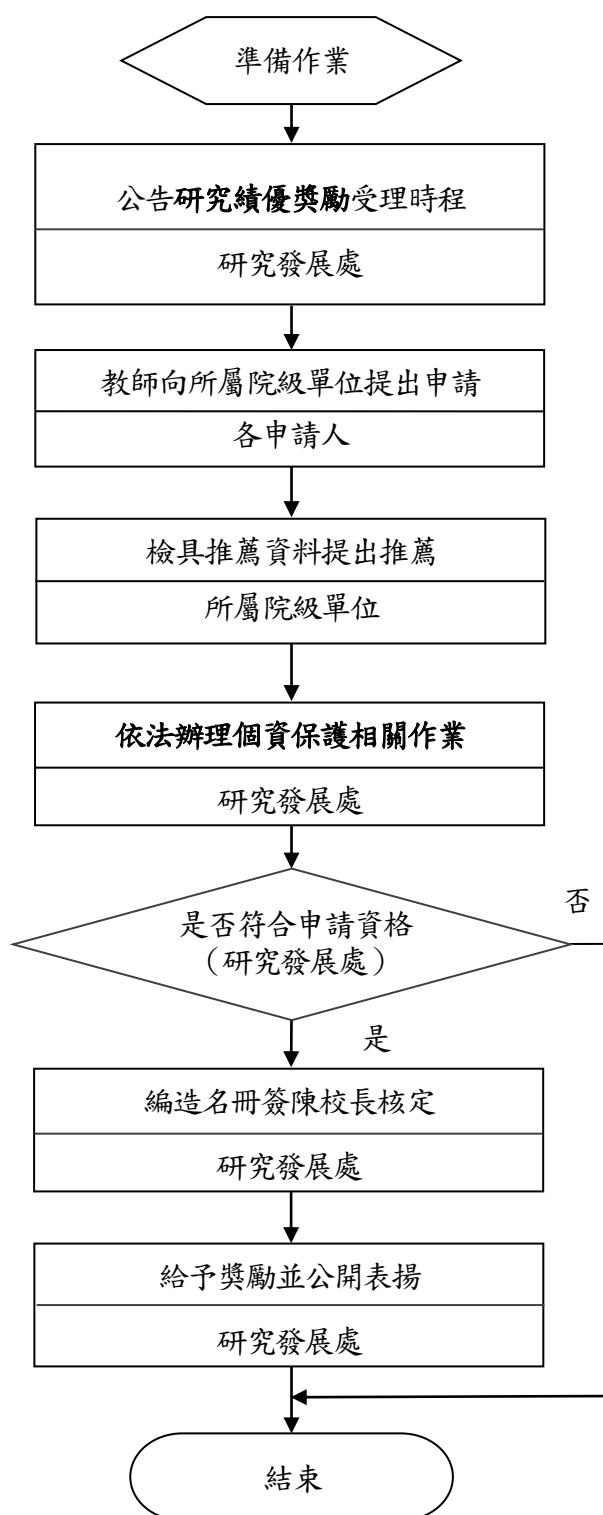 準備作業
公告研究績優獎勵受理時程
研究發展處
教師向所屬院級單位提出申請
各申請人
檢具推薦資料提出推薦
所屬院級單位
依法辦理個資保護相關作業
研究發展處
是否符合申請資格
（研究發展處）
否
是
編造名冊簽陳校長核定
研究發展處
給予獎勵並公開表揚
研究發展處
結束